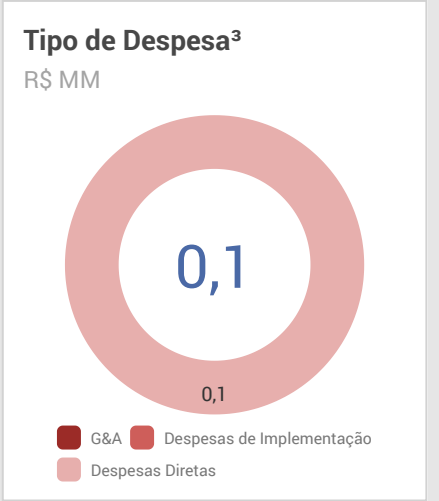 Tipo de Despesa³
R$ MM
0,1
0,1
G&A Despesas de Implementação
Despesas Diretas